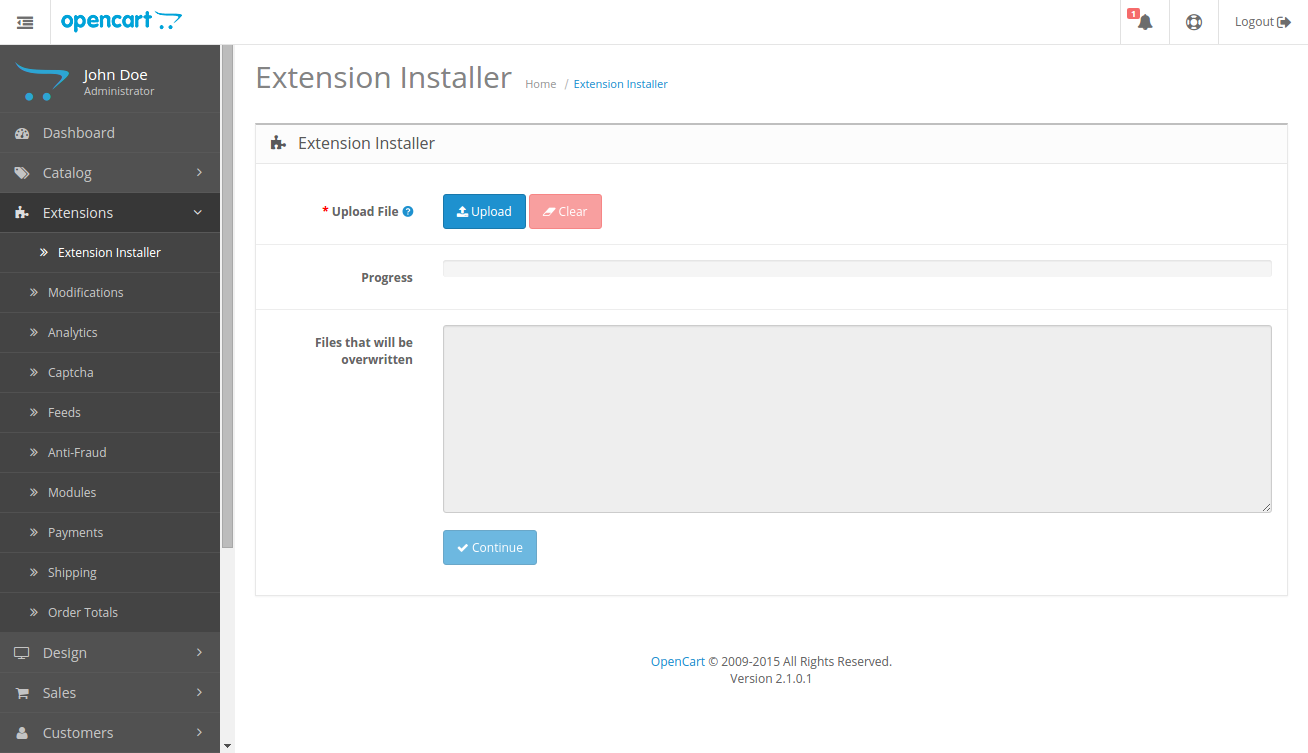 opencart
1
Logout
John Doe
Administrator
Dashboard
Catalog
Extensions
Extension Installer
Modifications
Analytics
Captcha
Feeds
Anti-Fraud
Modules
Payments
Shipping
Order Totals
Design
Sales
Customers
Extension Installer
Home / Extension Installer
Extension Installer
* Upload File ?
Upload
Clear
Progress
Files that will be
overwritten
Continue
OpenCart © 2009-2015 All Rights Reserved.
Version 2.1.0.1